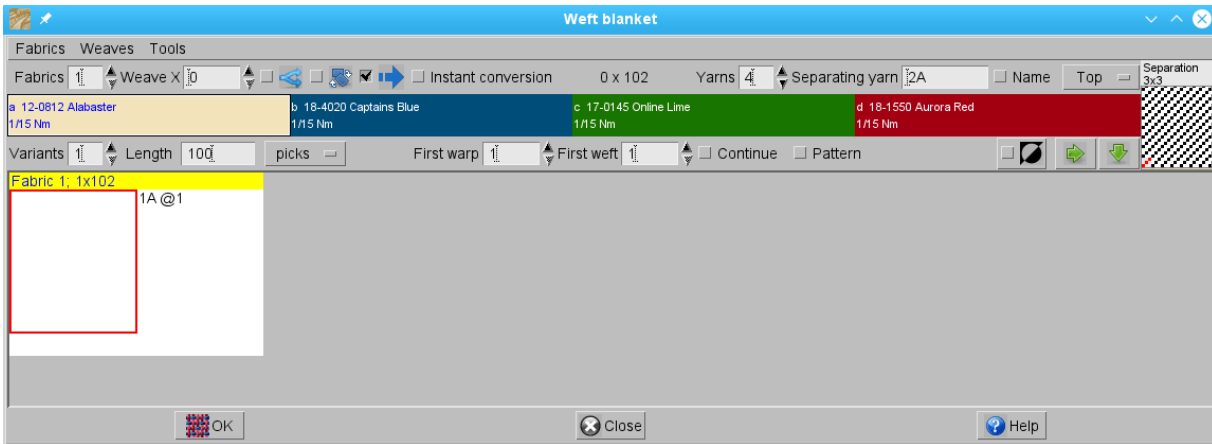 Weft blanket
Fabrics Weaves Tools
Fabrics 1 Weave X 0 Instant conversion 0 x 102 Yarns 4 Separating yarn 2A Name Top Separation
3x3
a 12-0812 Alabaster b 18-4020 Captains Blue c 17-0145 Online Lime d 18-1550 Aurora Red
1/15 Nm 1/15 Nm 1/15 Nm 1/15 Nm
Variants 1 Length 100 picks First warp 1 First weft 1 Continue Pattern
Fabric 1; 1x102
1A @1
OK Close Help